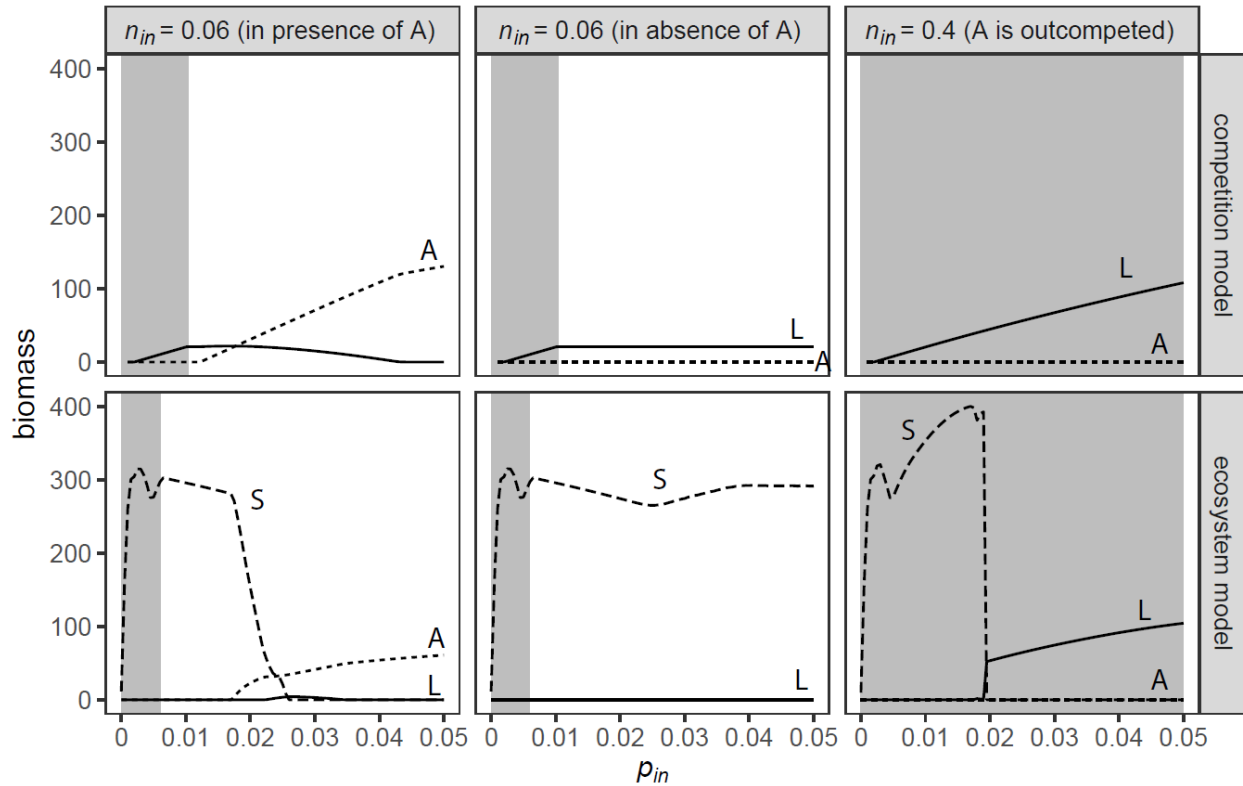 n_in = 0.06 (in presence of A)
n_in = 0.06 (in absence of A)
n_in = 0.4 (A is outcompeted)
400
300
200
100
0
A
L
A
L
A
competition model
biomass
400
300
200
100
0
S
A
L
S
L
S
L
A
ecosystem model
0 0.01 0.02 0.03 0.04 0.05
0 0.01 0.02 0.03 0.04 0.05
0 0.01 0.02 0.03 0.04 0.05
p_in